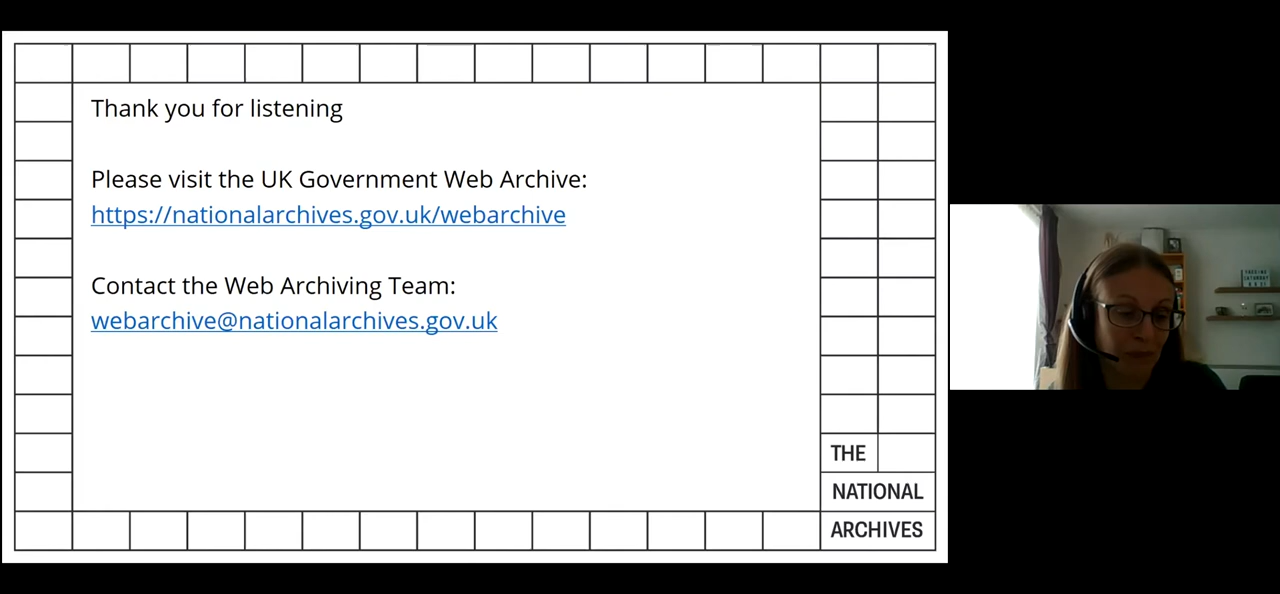 Thank you for listening
Please visit the UK Government Web Archive:
https://nationalarchives.gov.uk/webarchive
Contact the Web Archiving Team:
webarchive@nationalarchives.gov.uk
THE
NATIONAL
ARCHIVES